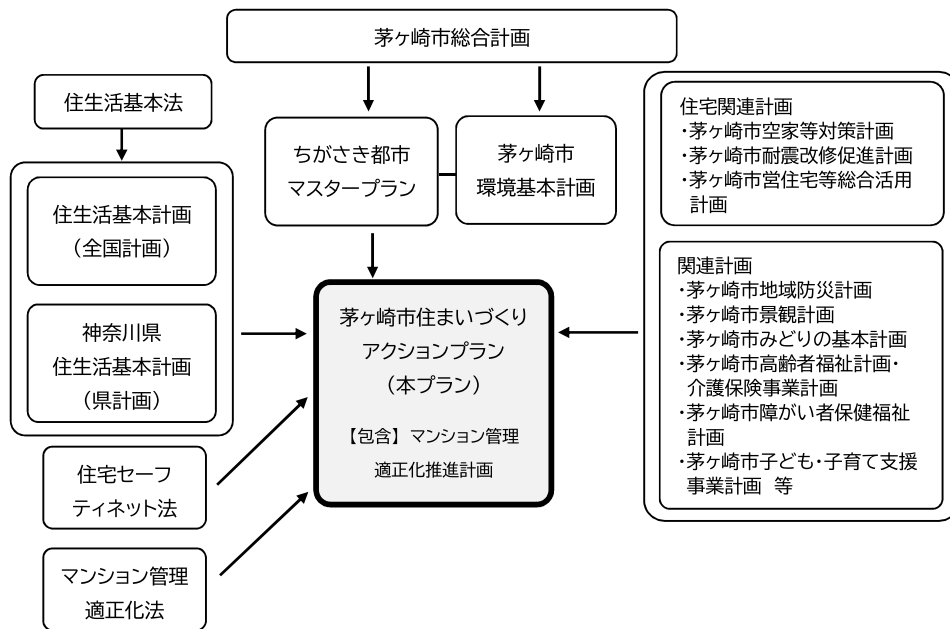 茅ヶ崎市総合計画
住生活基本法
ちがさき都市
マスタープラン
茅ヶ崎市
環境基本計画
住宅関連計画
・茅ヶ崎市空家等対策計画
・茅ヶ崎市耐震改修促進計画
・茅ヶ崎市営住宅等総合活用
計画
住生活基本計画
（全国計画）
神奈川県
住生活基本計画
（県計画）
茅ヶ崎市住まいづくり
アクションプラン
（本プラン）
【包含】マンション管理
適正化推進計画
関連計画
・茅ヶ崎市地域防災計画
・茅ヶ崎市景観計画
・茅ヶ崎市みどりの基本計画
・茅ヶ崎市高齢者福祉計画・
介護保険事業計画
・茅ヶ崎市障がい者保健福祉
計画
・茅ヶ崎市子ども・子育て支援
事業計画 等
住宅セーフ
ティネット法
マンション管理
適正化法